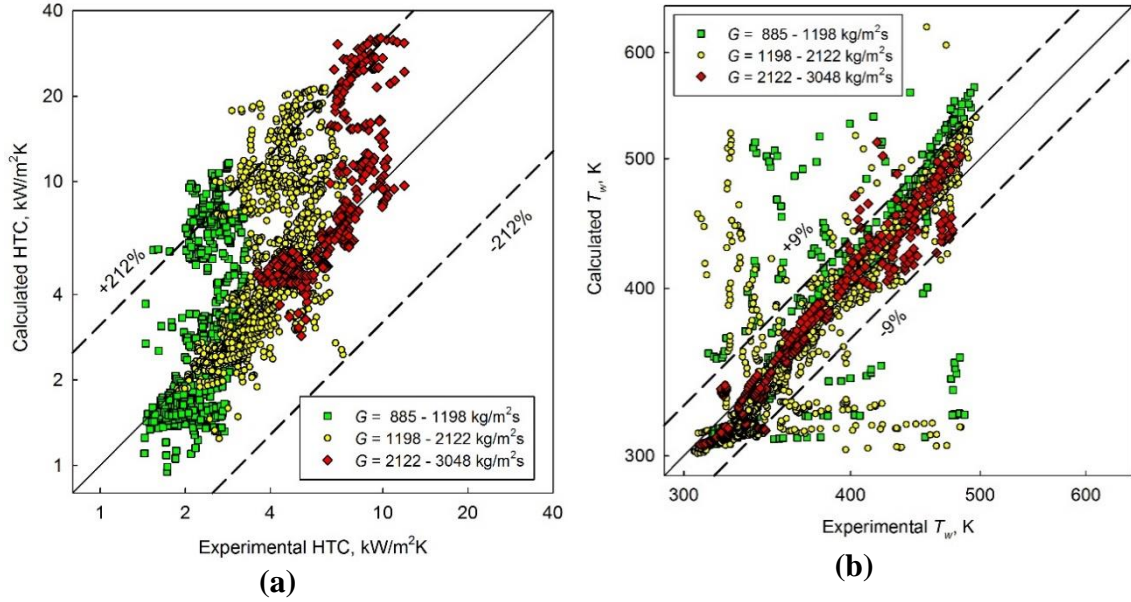 40
20
10
4
2
1
1
2
4
10
20
40
Calculated HTC, kW/m²K
Experimental HTC, kW/m²K
+212%
-212%
G = 885 - 1198 kg/m²s
G = 1198 - 2122 kg/m²s
G = 2122 - 3048 kg/m²s
(a)
600
500
400
300
300
400
500
600
Calculated Tw, K
Experimental Tw, K
+9%
-9%
G = 885 - 1198 kg/m²s
G = 1198 - 2122 kg/m²s
G = 2122 - 3048 kg/m²s
(b)